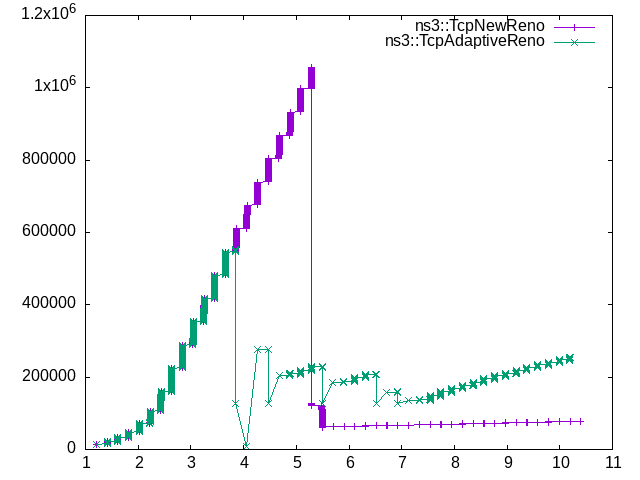 1.2x10^6
1x10^6
800000
600000
400000
200000
0
1 2 3 4 5 6 7 8 9 10 11
ns3::TcpNewReno
ns3::TcpAdaptiveReno